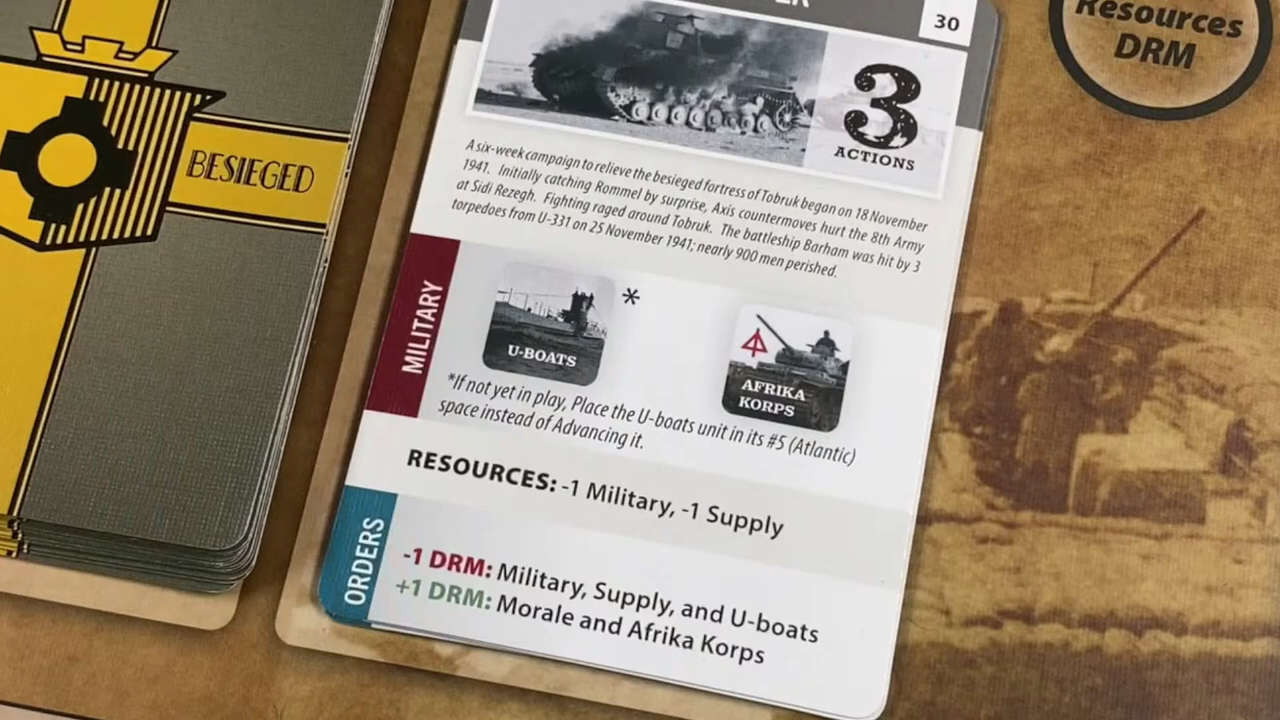 BESIEGED
30
3
ACTIONS
A six-week campaign to relieve the besieged fortress of Tobruk began on 18 November
1941. Initially catching Rommel by surprise, Axis countermoves hurt the 8th Army
at Sidi Rezegh. Fighting raged around Tobruk. The battleship Barham was hit by 3
torpedoes from U-331 on 25 November 1941; nearly 900 men perished.
MILITARY
U-BOATS
*
AFRIKA
KORPS
*If not yet in play, Place the U-boats unit in its #5 (Atlantic)
space instead of Advancing it.
RESOURCES: -1 Military, -1 Supply
ORDERS
-1 DRM: Military, Supply, and U-boats
+1 DRM: Morale and Afrika Korps
Resources
DRM